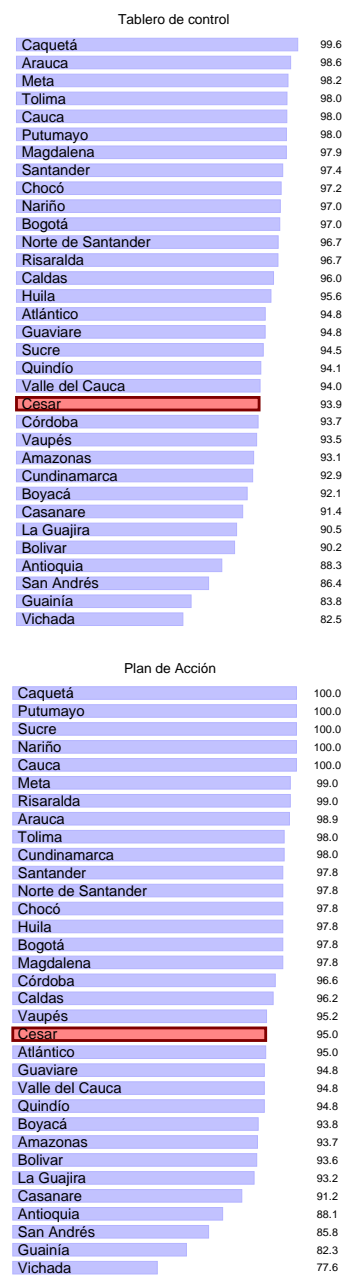 Tablero de control
Caquetá 99.6
Arauca 98.6
Meta 98.2
Tolima 98.0
Cauca 98.0
Putumayo 98.0
Magdalena 97.9
Santander 97.4
Chocó 97.2
Nariño 97.0
Bogotá 97.0
Norte de Santander 96.7
Risaralda 96.7
Caldas 96.0
Huila 95.6
Atlántico 94.8
Guaviare 94.8
Sucre 94.5
Quindío 94.1
Valle del Cauca 94.0
Cesar 93.9
Córdoba 93.7
Vaupés 93.5
Amazonas 93.1
Cundinamarca 92.9
Boyacá 92.1
Casanare 91.4
La Guajira 90.5
Bolivar 90.2
Antioquia 88.3
San Andrés 86.4
Guainía 83.8
Vichada 82.5
Plan de Acción
Caquetá 100.0
Putumayo 100.0
Sucre 100.0
Nariño 100.0
Cauca 100.0
Meta 99.0
Risaralda 99.0
Arauca 98.9
Tolima 98.0
Cundinamarca 98.0
Santander 97.8
Norte de Santander 97.8
Chocó 97.8
Huila 97.8
Bogotá 97.8
Magdalena 97.8
Córdoba 96.6
Caldas 96.2
Vaupés 95.2
Cesar 95.0
Atlántico 95.0
Guaviare 94.8
Valle del Cauca 94.8
Quindío 94.8
Boyacá 93.8
Amazonas 93.7
Bolivar 93.6
La Guajira 93.2
Casanare 91.2
Antioquia 88.1
San Andrés 85.8
Guainía 82.3
Vichada 77.6